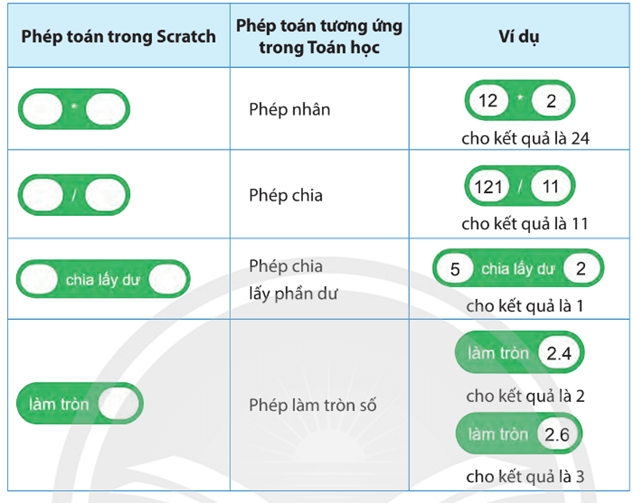 Phép toán trong Scratch
Phép toán tương ứng
trong Toán học
Ví dụ
*
Phép nhân
12 * 2
cho kết quả là 24
/
Phép chia
121 / 11
cho kết quả là 11
chia lấy dư
Phép chia
lấy phần dư
5 chia lấy dư 2
cho kết quả là 1
làm tròn
Phép làm tròn số
làm tròn 2.4
cho kết quả là 2
làm tròn 2.6
cho kết quả là 3